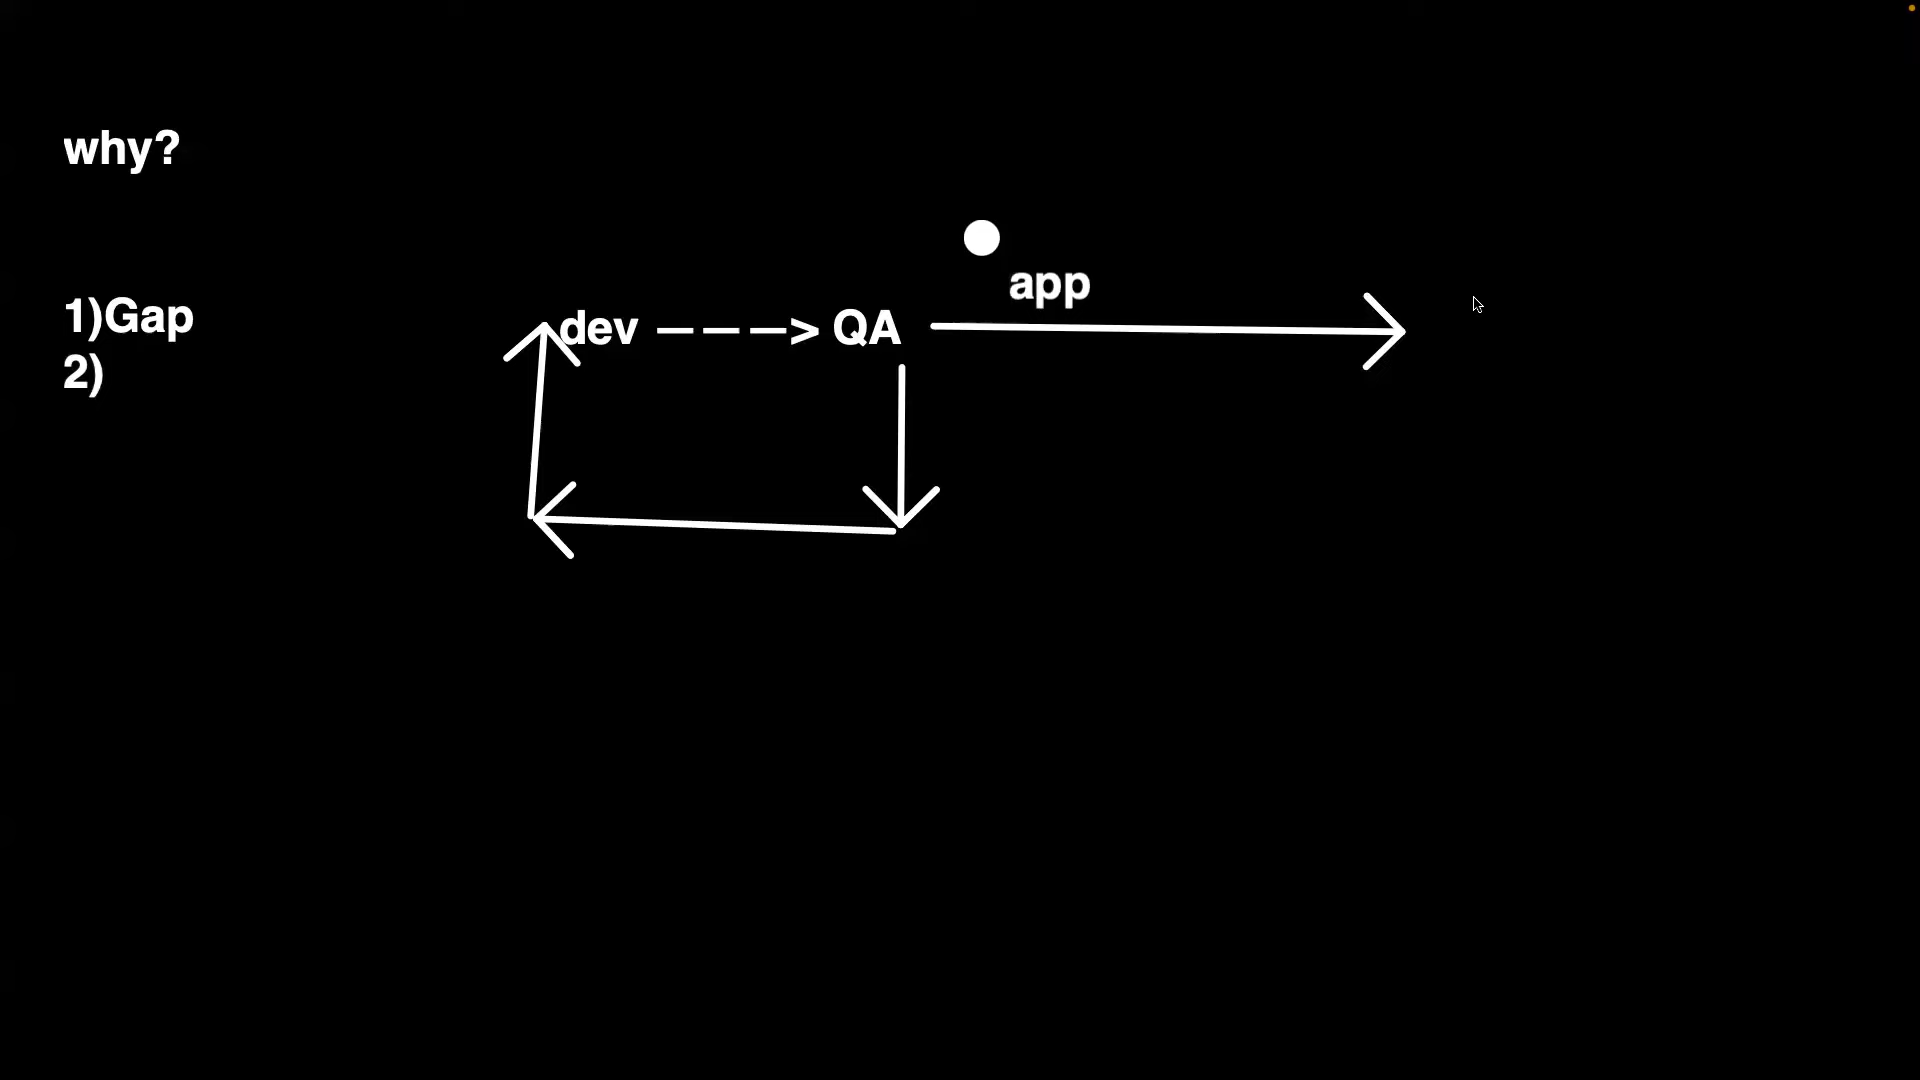 why?
app
1)Gap
dev — — —> QA
2)